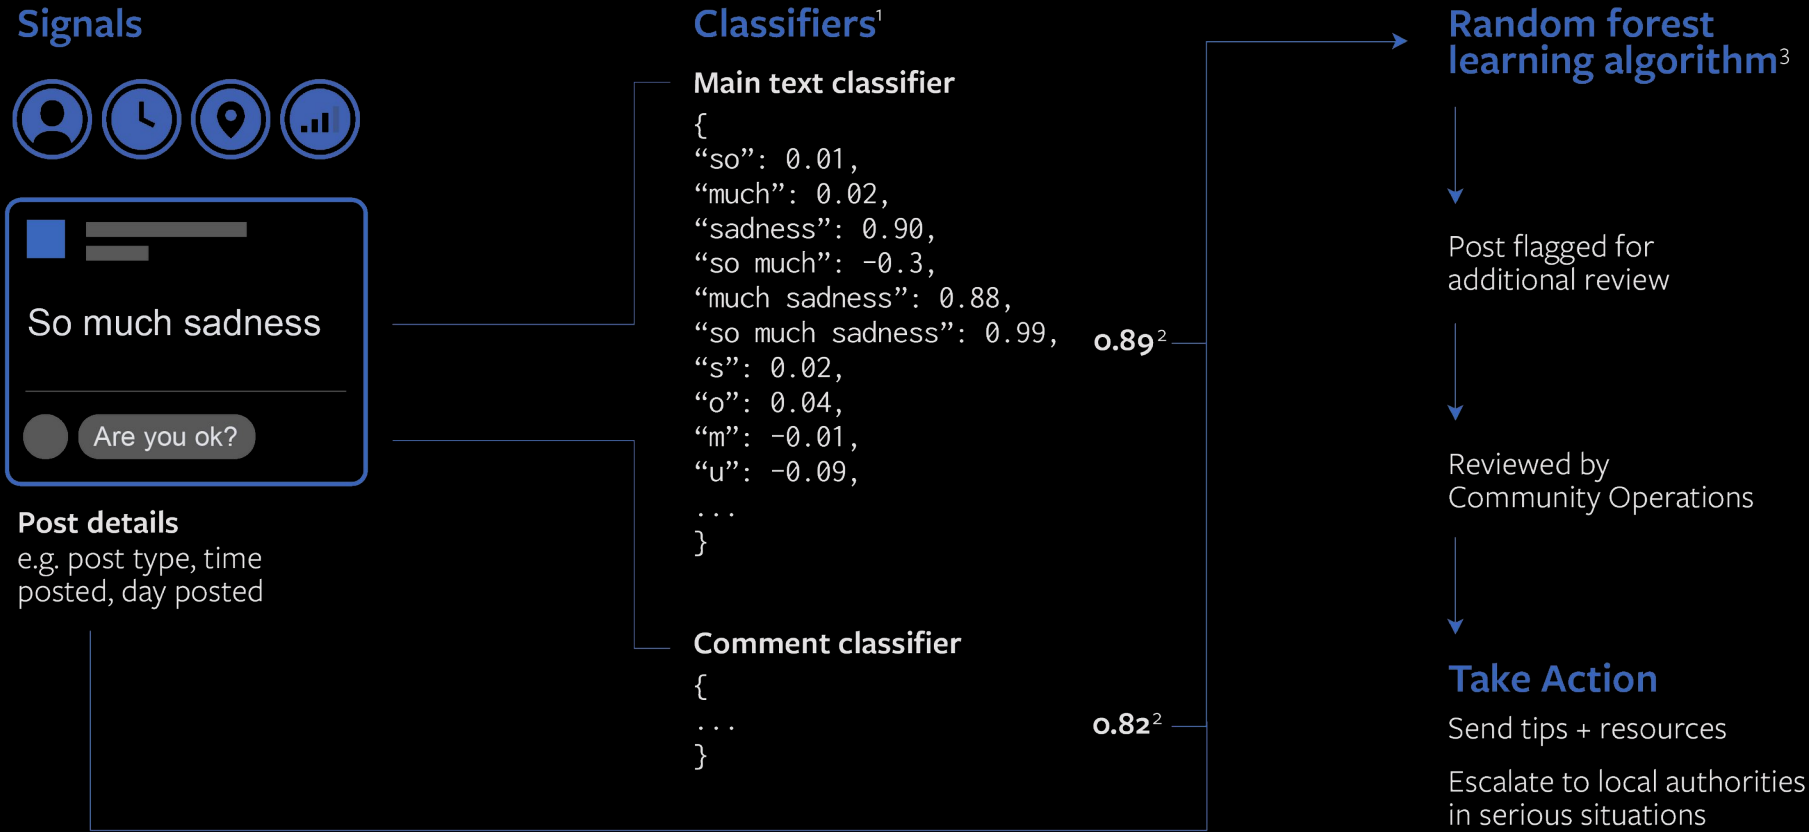 Signals
So much sadness
Are you ok?
Post details
e.g. post type, time
posted, day posted
Classifiers¹
Main text classifier
{
“so”: 0.01,
“much”: 0.02,
“sadness”: 0.90,
“so much”: -0.3,
“much sadness”: 0.88,
“so much sadness”: 0.99,
“s”: 0.02,
“o”: 0.04,
“m”: -0.01,
“u”: -0.09,
...
}
0.89²
Comment classifier
{
...
}
0.82²
Random forest
learning algorithm³
Post flagged for
additional review
Reviewed by
Community Operations
Take Action
Send tips + resources
Escalate to local authorities
in serious situations